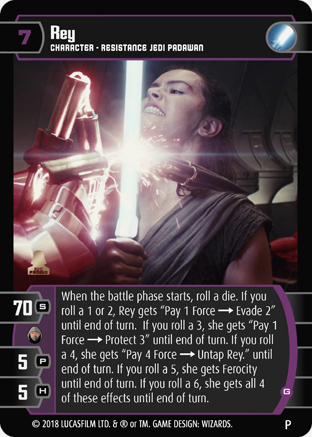 7
Rey
CHARACTER - RESISTANCE JEDI PADAWAN
When the battle phase starts, roll a die. If you
roll a 1 or 2, Rey gets “Pay 1 Force → Evade 2”
until end of turn. If you roll a 3, she gets “Pay 1
Force → Protect 3” until end of turn. If you roll
a 4, she gets “Pay 4 Force → Untap Rey.” until
end of turn. If you roll a 5, she gets Ferocity
until end of turn. If you roll a 6, she gets all 4
of these effects until end of turn.
70 S
5 P
5 H
G
© 2018 LUCASFILM LTD. & ® or TM. GAME DESIGN: WIZARDS.
P